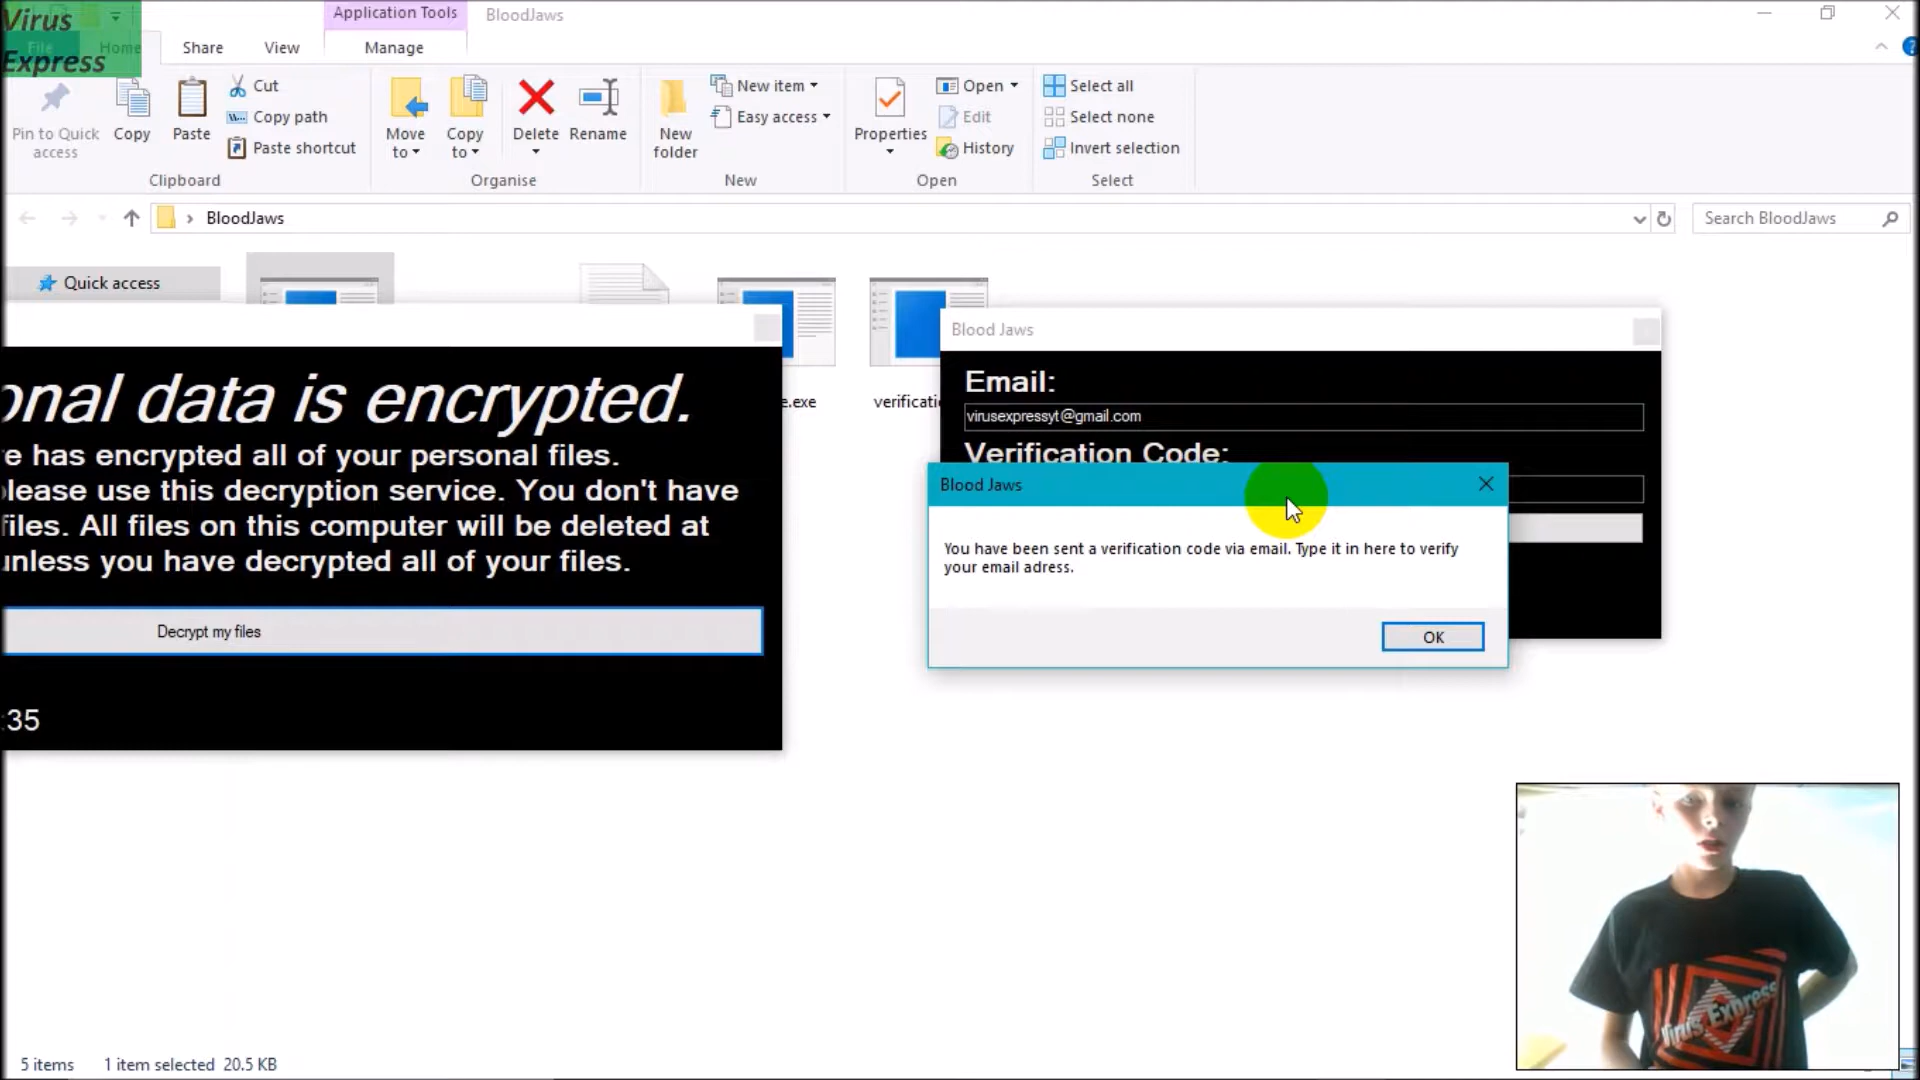 Virus
Express
Application Tools
BloodJaws
File
Home
Share
View
Manage
Pin to Quick
access
Copy
Paste
Cut
Copy path
Paste shortcut
Clipboard
Move
to
Copy
to
Delete
Rename
Organise
New
folder
New item
Easy access
New
Properties
Open
Edit
History
Open
Select all
Select none
Invert selection
Select
BloodJaws
Search BloodJaws
Quick access
e.exe
verificati
onal data is encrypted.
e has encrypted all of your personal files.
lease use this decryption service. You don't have
files. All files on this computer will be deleted at
unless you have decrypted all of your files.
Decrypt my files
:35
Blood Jaws
Email:
virusexpressyt@gmail.com
Verification Code:
Blood Jaws
You have been sent a verification code via email. Type it in here to verify
your email adress.
OK
Virus Express
5 items
1 item selected 20.5 KB